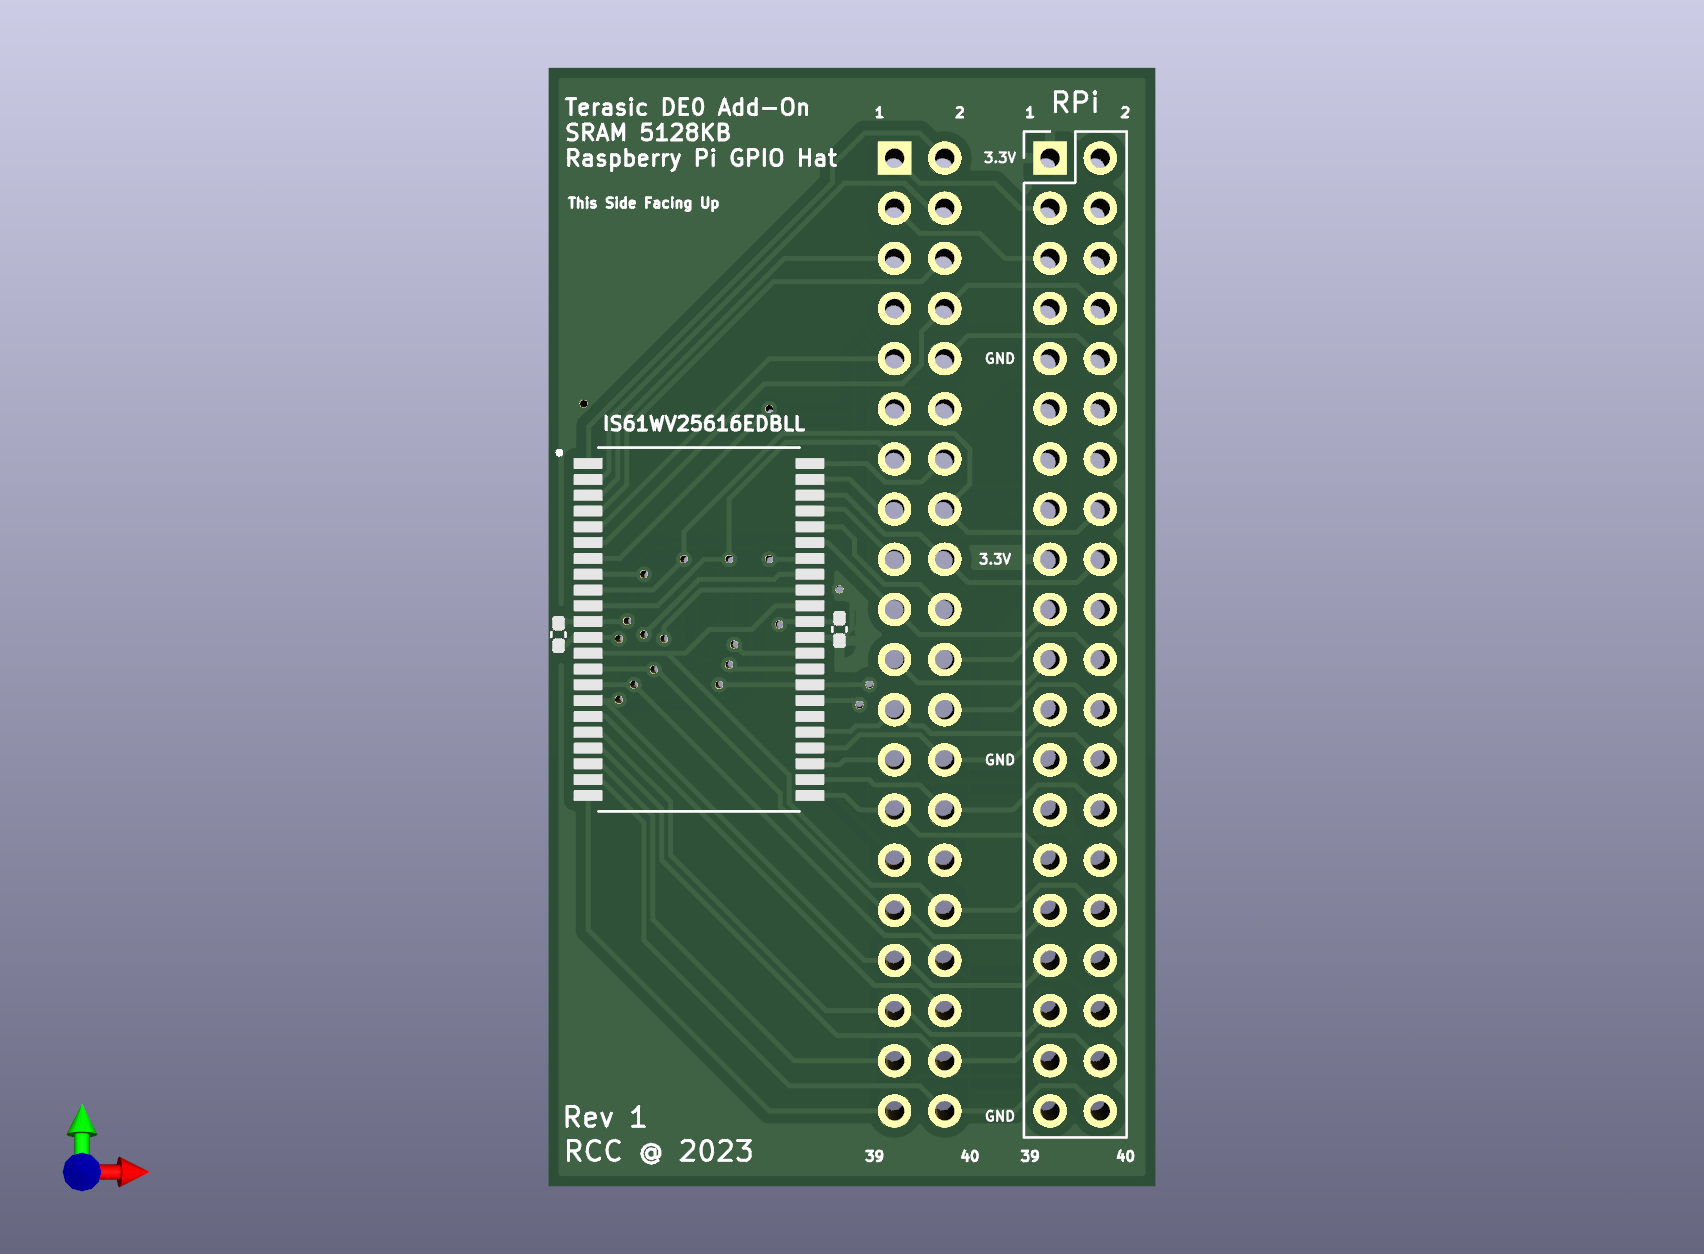 Terasic DE0 Add-On
SRAM 5128KB
Raspberry Pi GPIO Hat
This Side Facing Up
1 2 1 RPi 2
3.3V
GND
IS61WV25616EDBLL
3.3V
GND
GND
Rev 1
RCC @ 2023
39 40 39 40